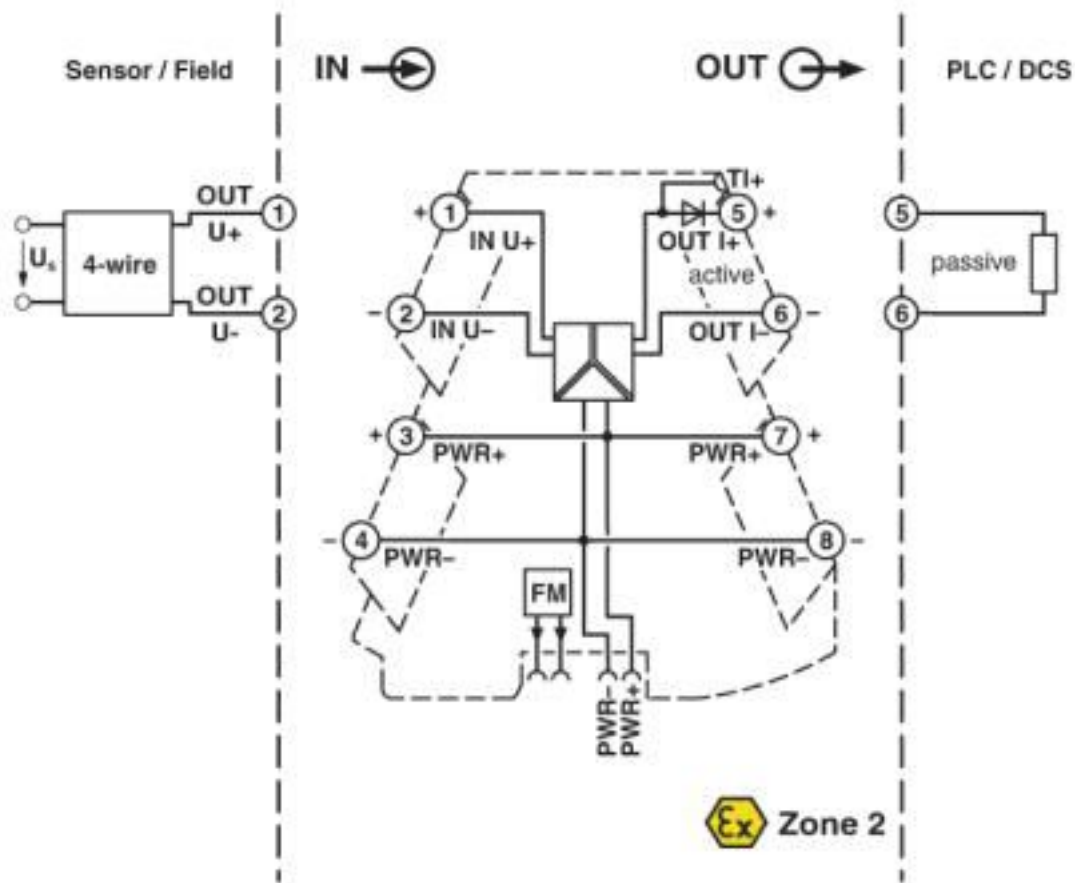 Sensor / Field
IN
OUT
PLC / DCS
OUT
U+
1
Us
4-wire
OUT
U-
2
+ 1
IN U+
TI+
5 +
OUT I+
active
- 2
IN U-
6 -
OUT I-
5
passive
6
+ 3
PWR+
7 +
PWR+
- 4
PWR-
8 -
PWR-
FM
PWR-
PWR+
Ex Zone 2